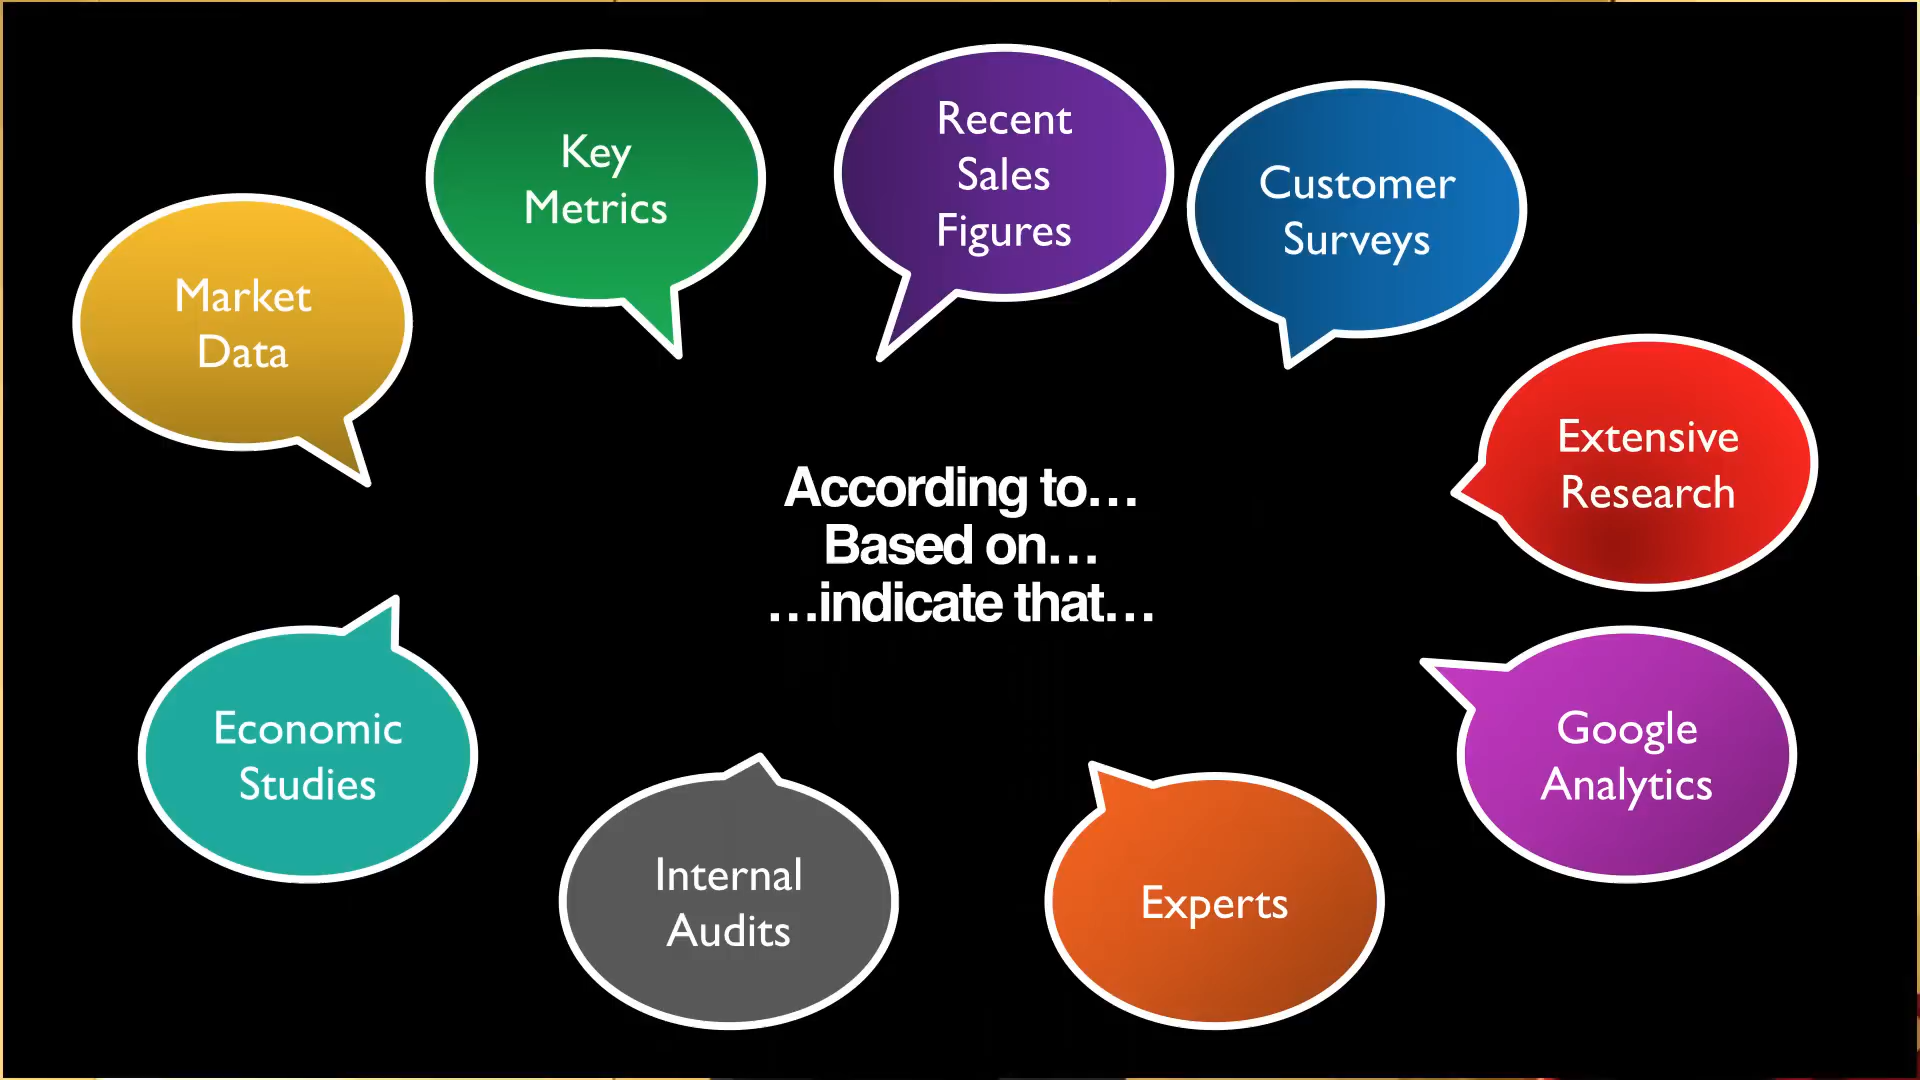 Key
Metrics
Recent
Sales
Figures
Customer
Surveys
Market
Data
Extensive
Research
According to…
Based on…
…indicate that…
Economic
Studies
Google
Analytics
Internal
Audits
Experts